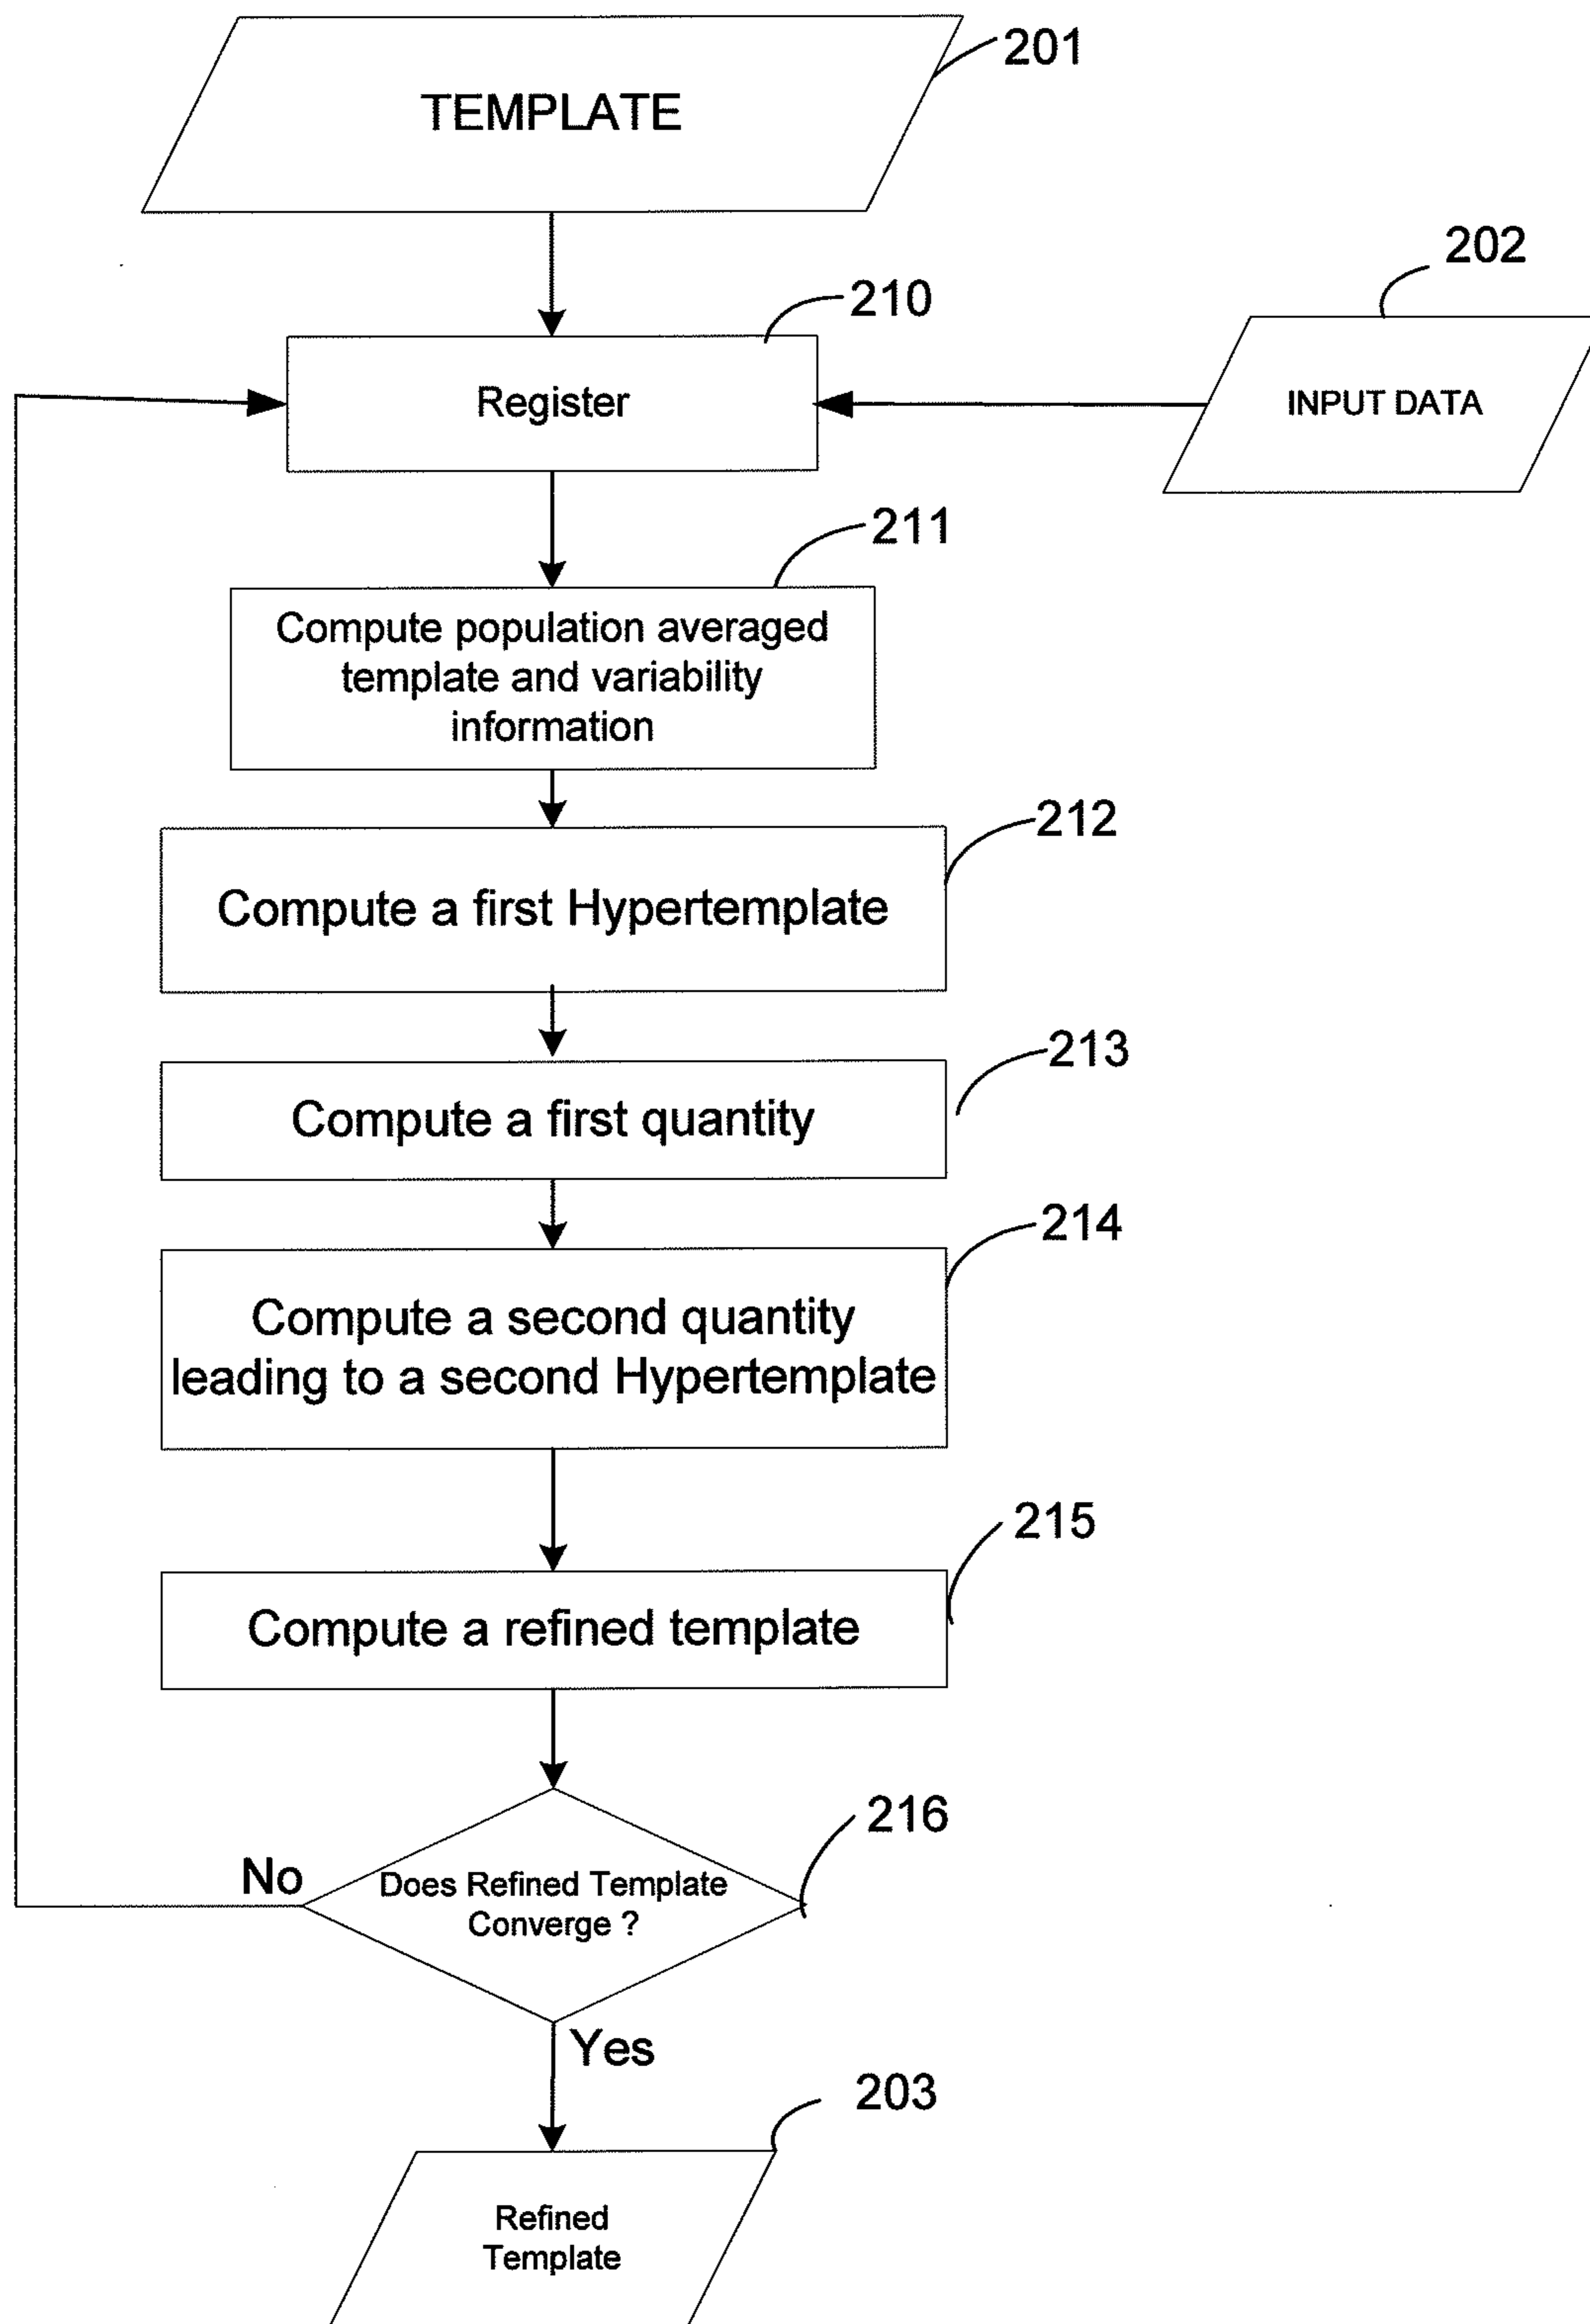 201
TEMPLATE
202
210
Register
INPUT DATA
211
Compute population averaged
template and variability
information
212
Compute a first Hypertemplate
213
Compute a first quantity
214
Compute a second quantity
leading to a second Hypertemplate
215
Compute a refined template
216
No
Does Refined Template
Converge ?
Yes
203
Refined
Template